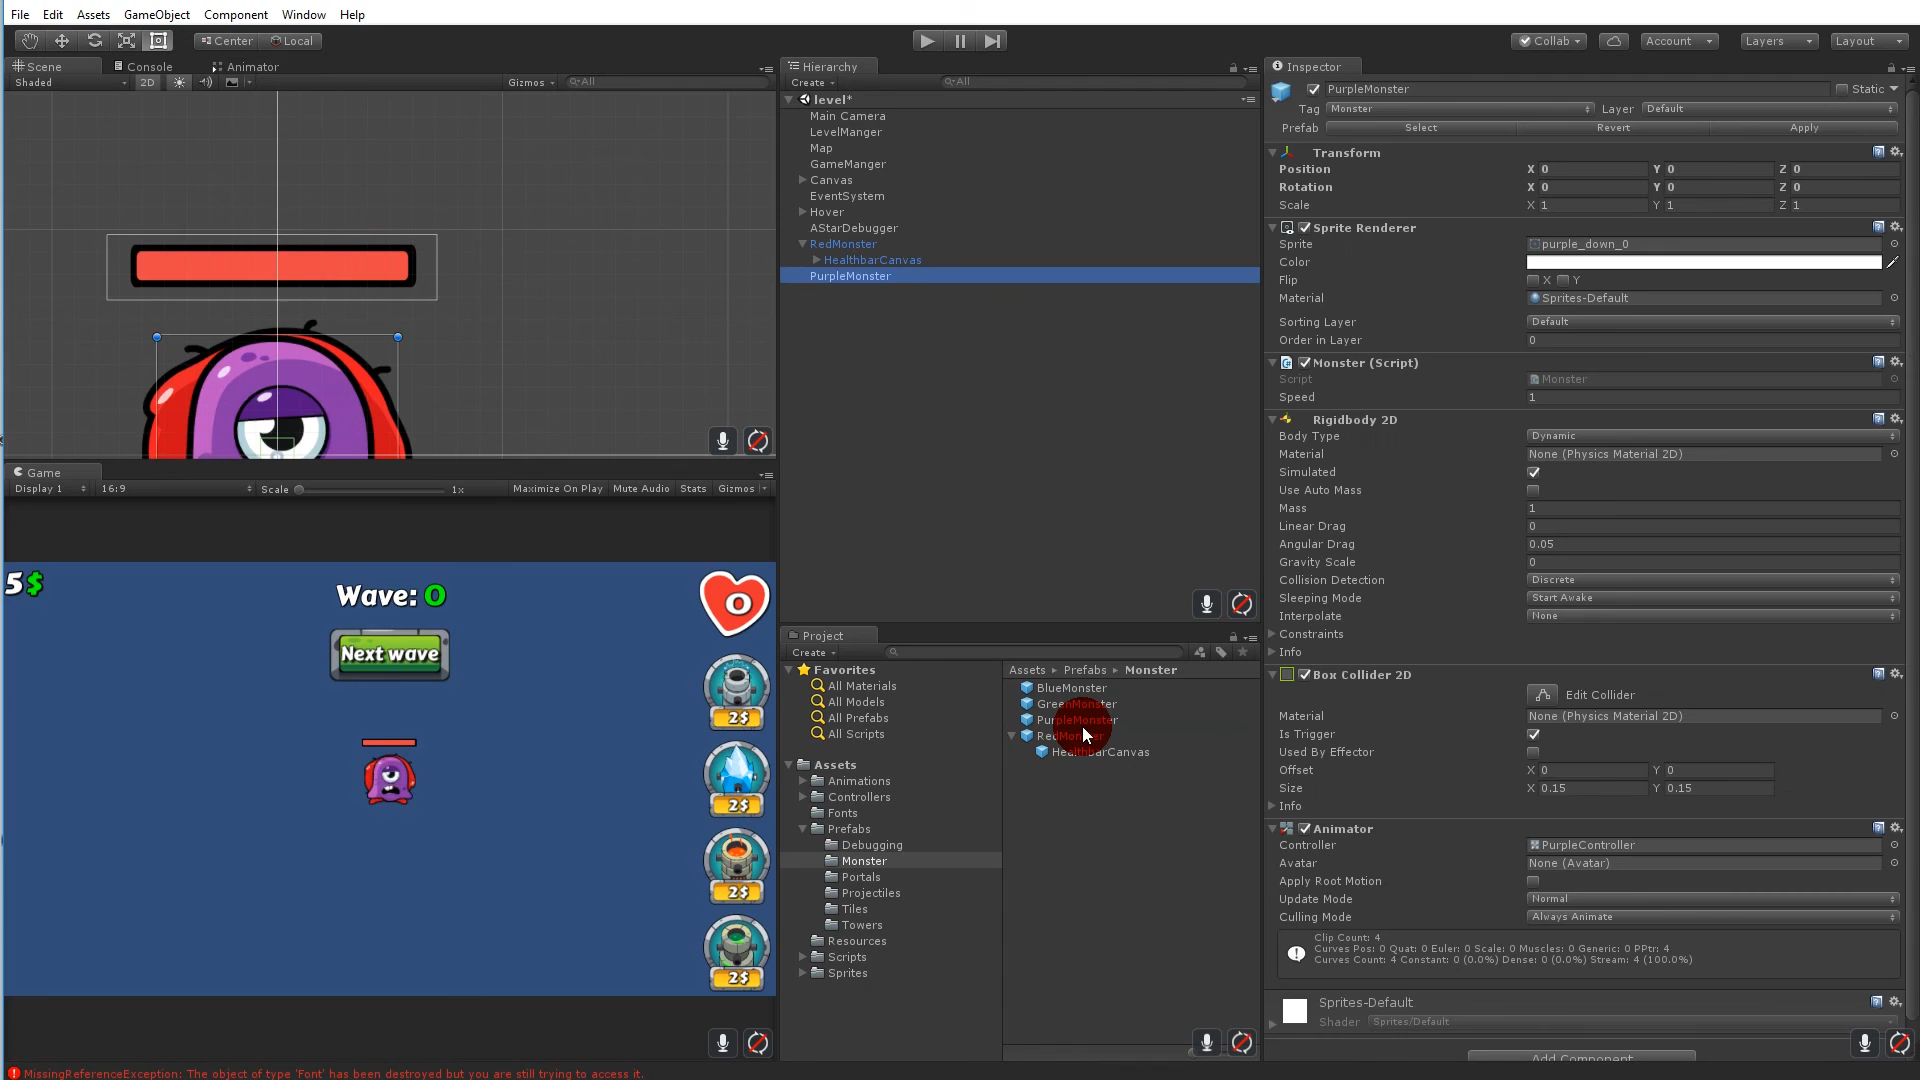 File Edit Assets GameObject Component Window Help
Center Local
Collab Account Layers Layout
Scene Console Animator
Shaded 2D Gizmos All
Hierarchy
Create All
level*
Main Camera
LevelManger
Map
GameManger
Canvas
EventSystem
Hover
AStarDebugger
RedMonster
HealthbarCanvas
PurpleMonster
Game
Display 1 16:9 Scale 1x Maximize On Play Mute Audio Stats Gizmos
5$
Wave: 0
0
Next wave
2$
2$
2$
2$
Project
Create
Favorites
All Materials
All Models
All Prefabs
All Scripts
Assets
Animations
Controllers
Fonts
Prefabs
Debugging
Monster
Portals
Projectiles
Tiles
Towers
Resources
Scripts
Sprites
Assets Prefabs Monster
BlueMonster
GreenMonster
PurpleMonster
RedMonster
HealthbarCanvas
Inspector
PurpleMonster Static
Tag Monster Layer Default
Prefab Select Revert Apply
Transform
Position X 0 Y 0 Z 0
Rotation X 0 Y 0 Z 0
Scale X 1 Y 1 Z 1
Sprite Renderer
Sprite purple_down_0
Color
Flip X Y
Material Sprites-Default
Sorting Layer Default
Order in Layer 0
Monster (Script)
Script Monster
Speed 1
Rigidbody 2D
Body Type Dynamic
Material None (Physics Material 2D)
Simulated
Use Auto Mass
Mass 1
Linear Drag 0
Angular Drag 0.05
Gravity Scale 0
Collision Detection Discrete
Sleeping Mode Start Awake
Interpolate None
Constraints
Info
Box Collider 2D
Edit Collider
Material None (Physics Material 2D)
Is Trigger
Used By Effector
Offset X 0 Y 0
Size X 0.15 Y 0.15
Info
Animator
Controller PurpleController
Avatar None (Avatar)
Apply Root Motion
Update Mode Normal
Culling Mode Always Animate
Clip Count: 4
Curves Pos: 0 Quat: 0 Euler: 0 Scale: 0 Muscles: 0 Generic: 0 PPtr: 4
Curves Count: 4 Constant: 0 (0.0%) Dense: 0 (0.0%) Stream: 4 (100.0%)
Sprites-Default
Shader Sprites/Default
Add Component
MissingReferenceException: The object of type 'Font' has been destroyed but you are still trying to access it.